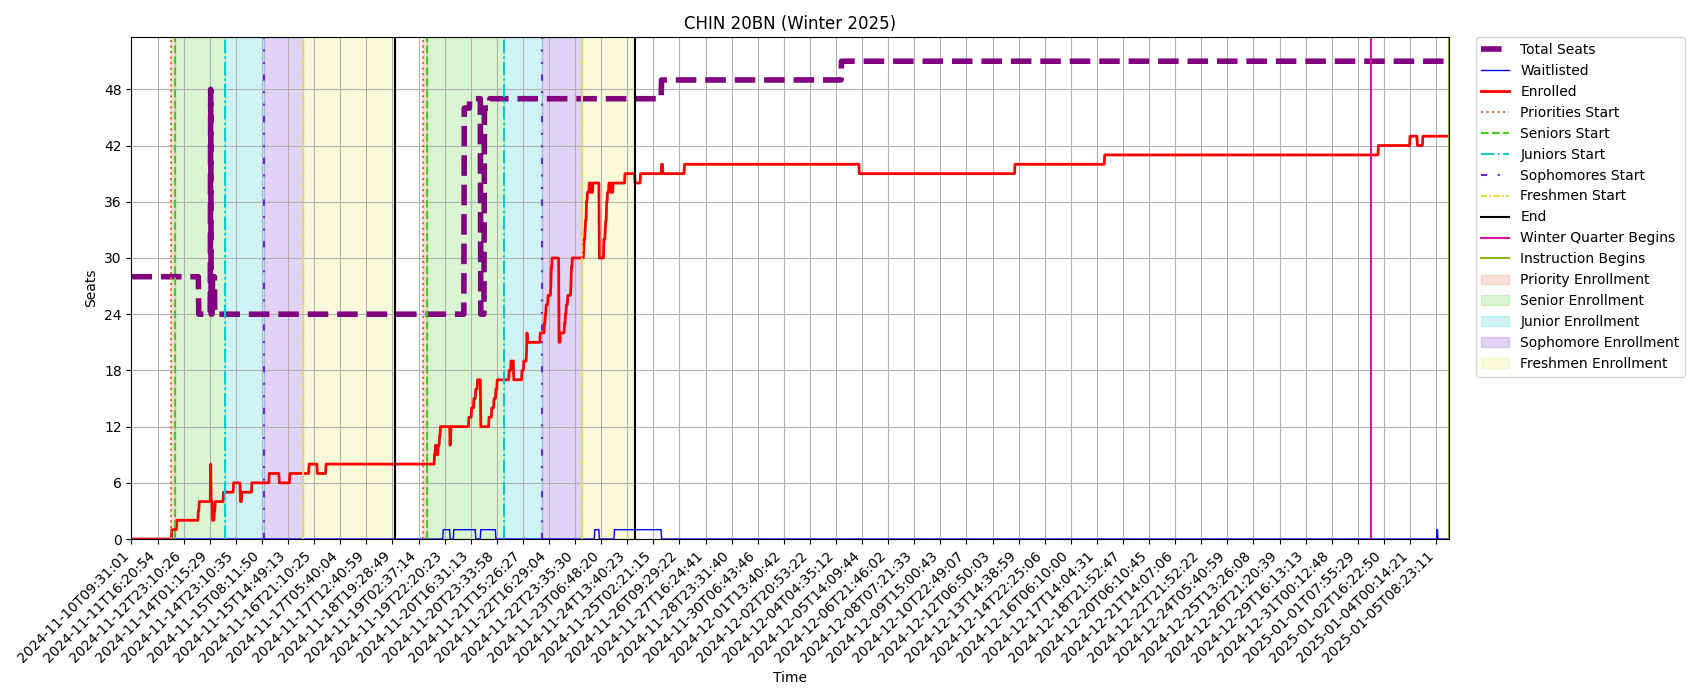 CHIN 20BN (Winter 2025)
Seats
48
42
36
30
24
18
12
6
0
2024-11-10T09:31:01
2024-11-11T16:20:54
2024-11-12T23:10:26
2024-11-14T01:15:29
2024-11-14T23:10:35
2024-11-15T08:11:50
2024-11-15T14:49:13
2024-11-16T21:10:25
2024-11-17T05:40:04
2024-11-17T12:40:59
2024-11-18T19:28:49
2024-11-19T02:37:14
2024-11-19T22:20:23
2024-11-20T16:31:13
2024-11-20T23:33:58
2024-11-21T15:26:27
2024-11-22T16:29:04
2024-11-22T23:35:30
2024-11-23T06:48:20
2024-11-24T13:40:23
2024-11-25T02:21:15
2024-11-26T09:29:22
2024-11-27T16:24:41
2024-11-28T23:31:40
2024-11-30T06:43:46
2024-12-01T13:40:42
2024-12-02T20:53:22
2024-12-04T04:35:12
2024-12-05T14:09:44
2024-12-06T21:46:02
2024-12-08T07:21:33
2024-12-09T15:00:43
2024-12-10T22:49:07
2024-12-12T06:50:03
2024-12-13T14:38:59
2024-12-14T22:25:06
2024-12-16T06:10:00
2024-12-17T14:04:31
2024-12-18T21:52:47
2024-12-20T06:10:45
2024-12-21T14:07:06
2024-12-22T21:52:22
2024-12-24T05:40:59
2024-12-25T13:26:08
2024-12-26T21:20:39
2024-12-29T16:13:13
2024-12-31T00:12:48
2025-01-01T07:55:29
2025-01-02T16:22:50
2025-01-04T00:14:21
2025-01-05T08:23:11
Time
Total Seats
Waitlisted
Enrolled
Priorities Start
Seniors Start
Juniors Start
Sophomores Start
Freshmen Start
End
Winter Quarter Begins
Instruction Begins
Priority Enrollment
Senior Enrollment
Junior Enrollment
Sophomore Enrollment
Freshmen Enrollment